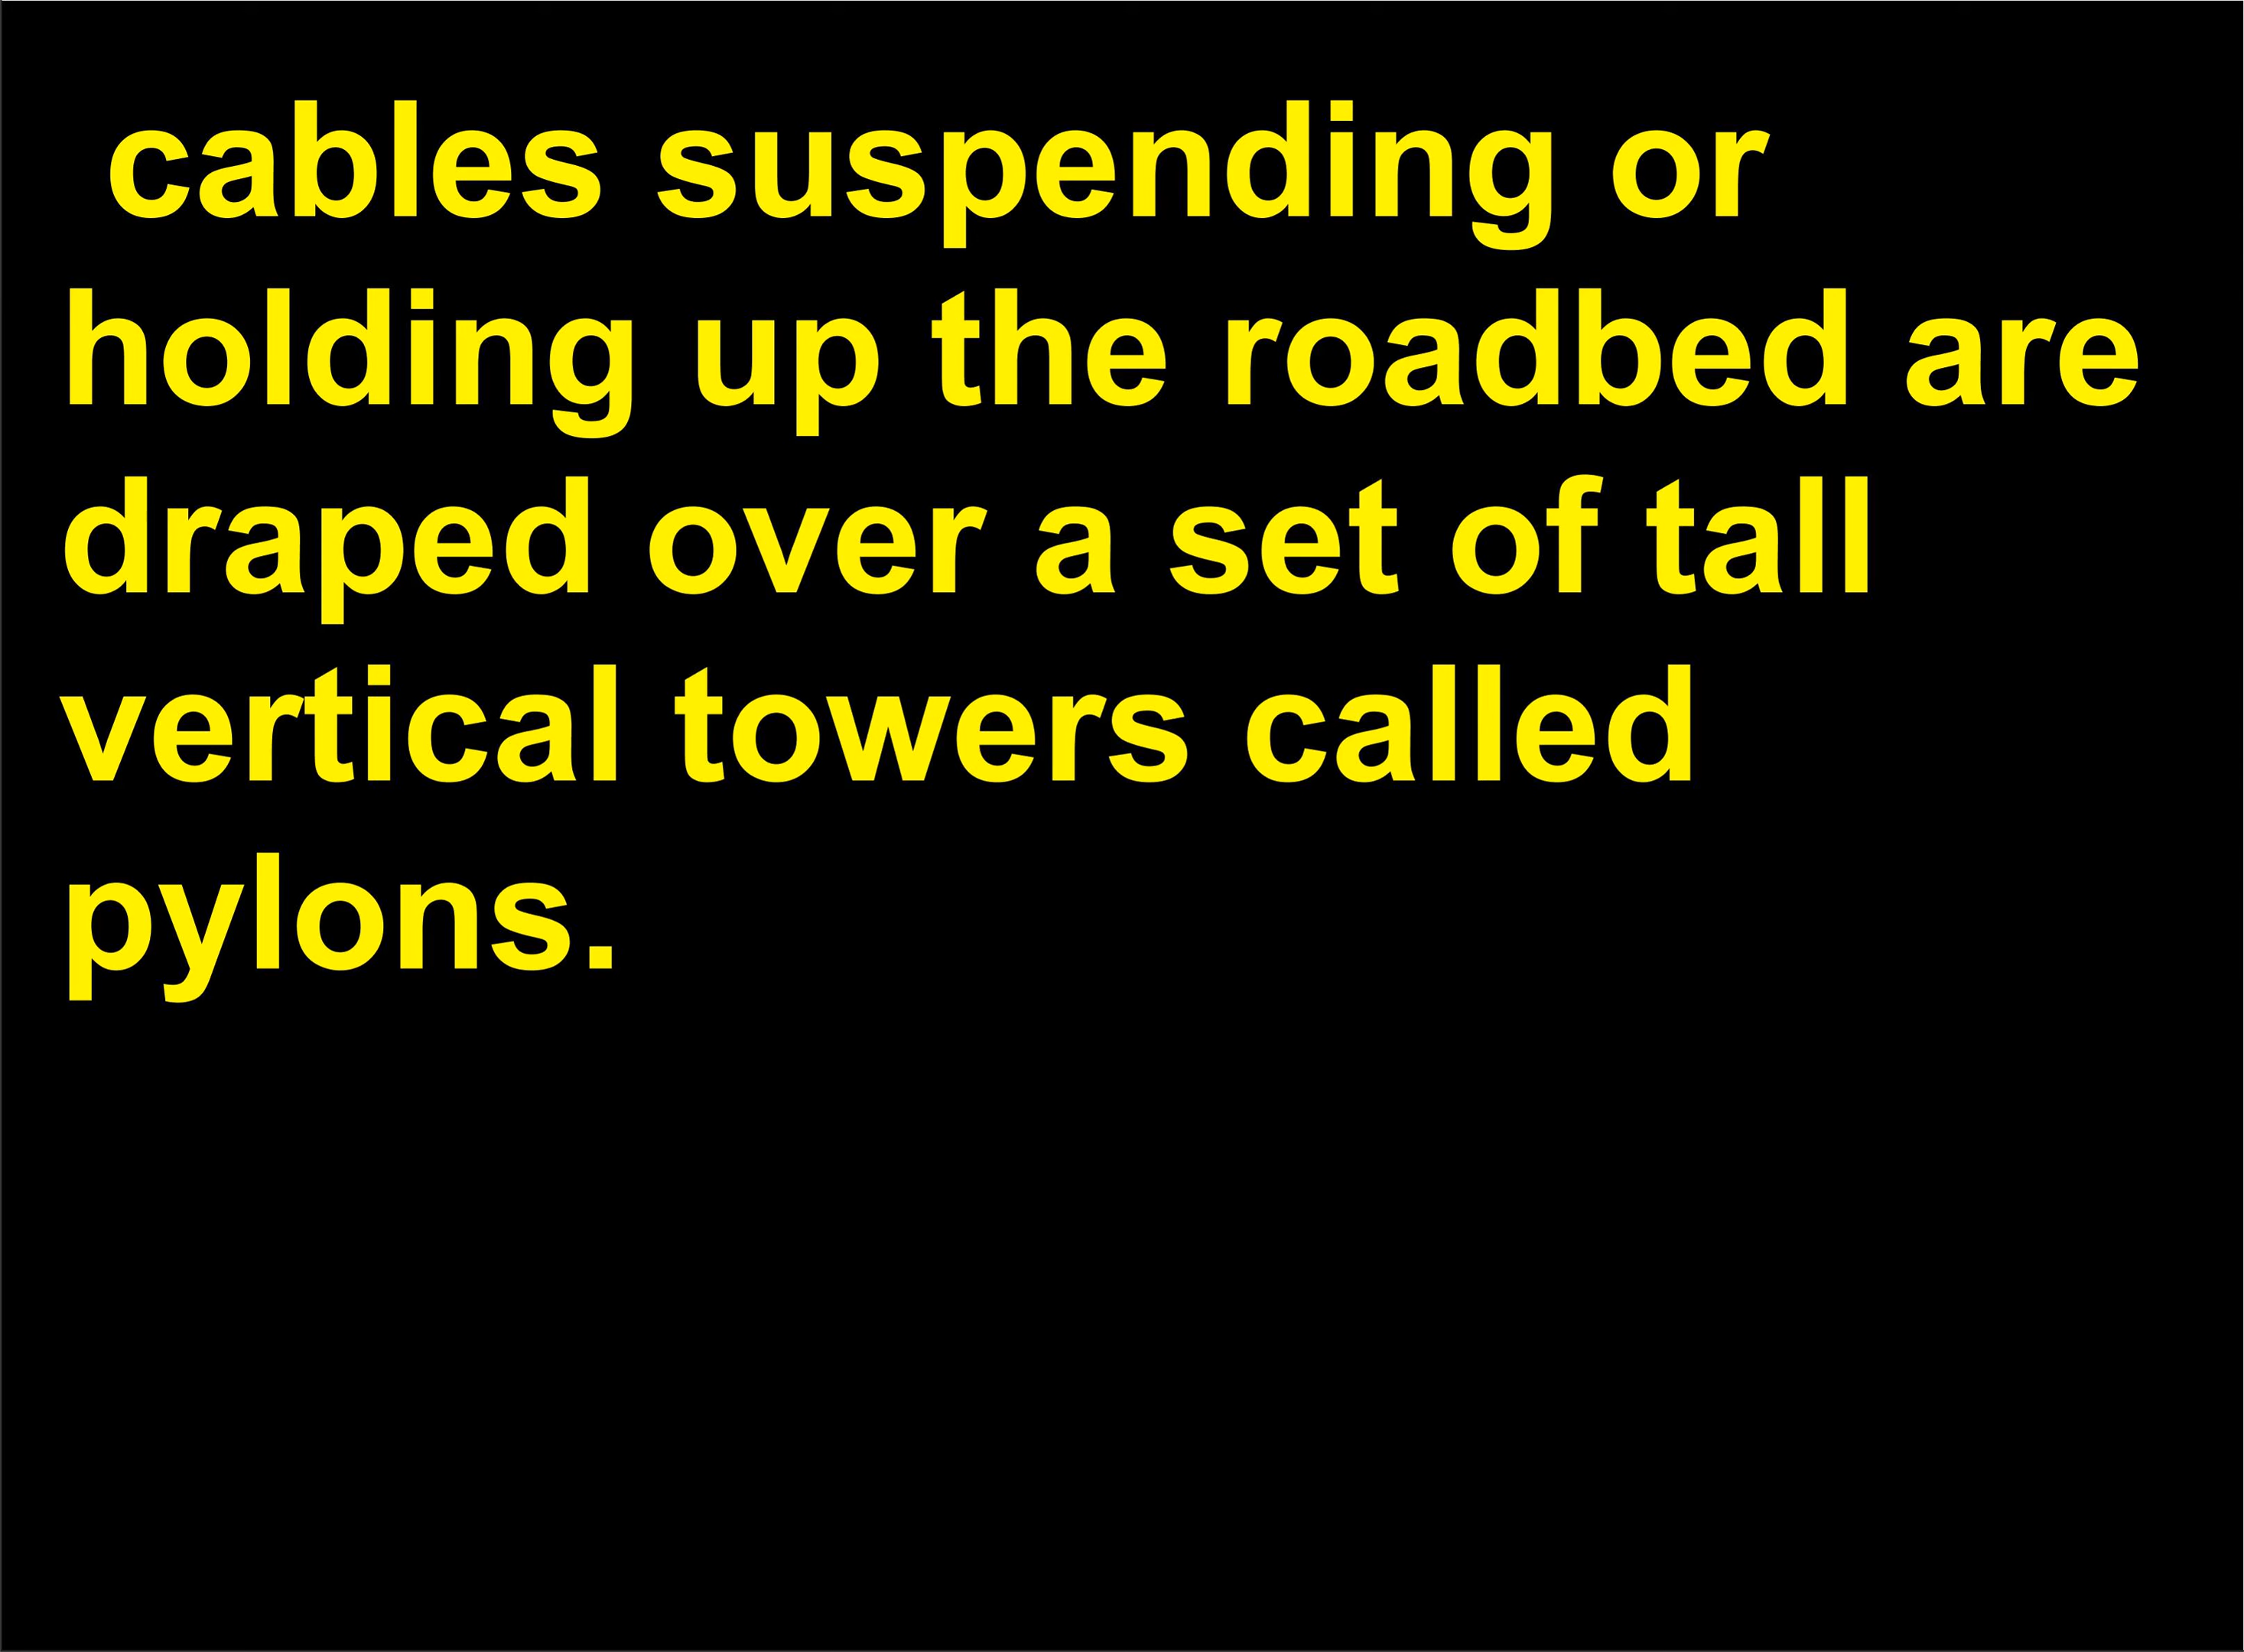 cables suspending or
holding up the roadbed are
draped over a set of tall
vertical towers called
pylons.